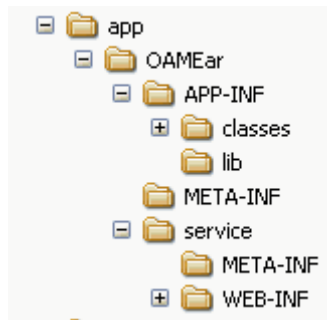 app
OAMEar
APP-INF
classes
lib
META-INF
service
META-INF
WEB-INF